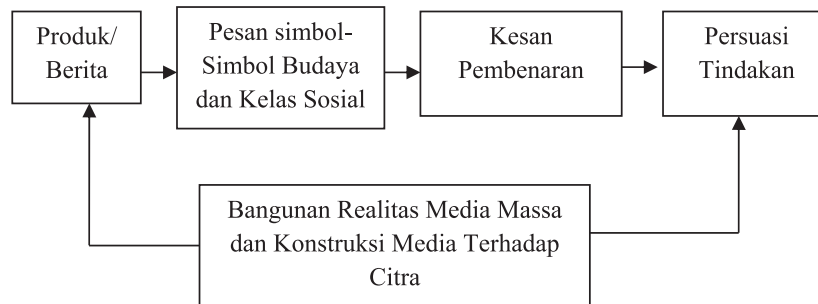 Produk/
Berita
Pesan simbol-
Simbol Budaya
dan Kelas Sosial
Kesan
Pembenaran
Persuasi
Tindakan
Bangunan Realitas Media Massa
dan Konstruksi Media Terhadap
Citra